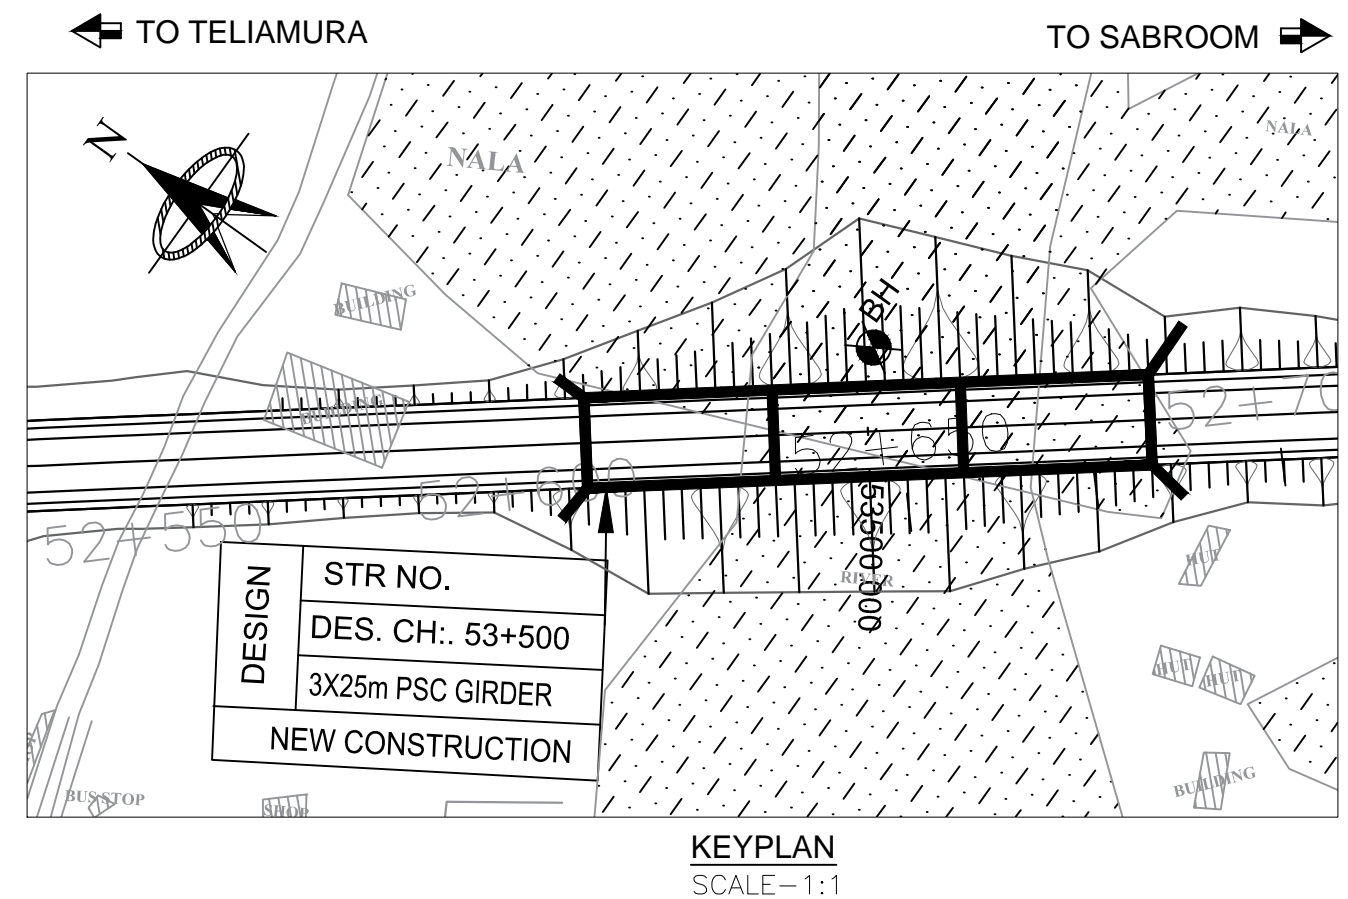 TO TELIAMURA
TO SABROOM
N
NALA
NALA
BUILDING
BUILDING
BH
52+550
52+600
52+650
52+70
53500.000
RIVER
DESIGN
STR NO.
DES. CH:. 53+500
3X25m PSC GIRDER
NEW CONSTRUCTION
HUT
HUT
HUT
BUILDING
BUS STOP
SHOP
KEYPLAN
SCALE-1:1